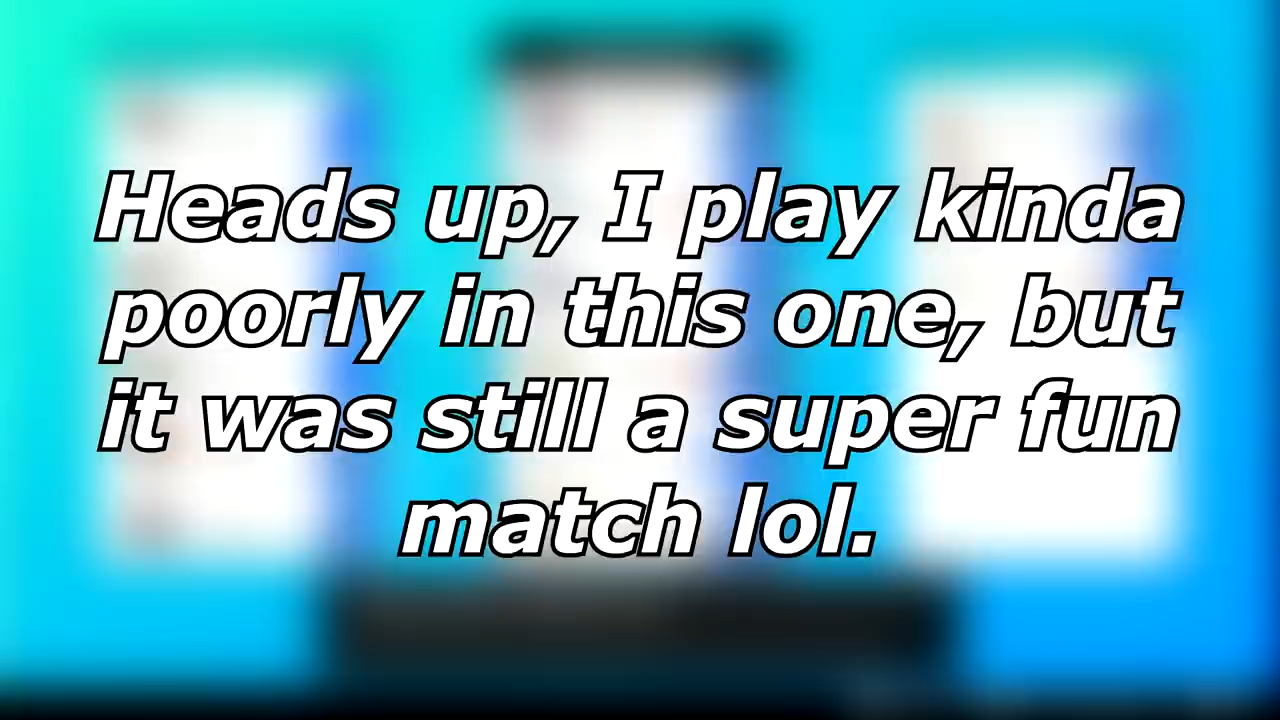 Heads up, I play kinda
poorly in this one, but
it was still a super fun
match lol.